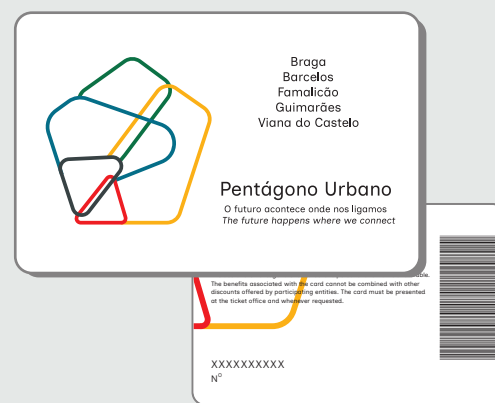 Braga
Barcelos
Famalicão
Guimarães
Viana do Castelo
Pentágono Urbano
O futuro acontece onde nos ligamos
The future happens where we connect
The benefits associated with the card cannot be combined with other
discounts offered by participating entities. The card must be presented
at the ticket office and whenever requested.
XXXXXXXXXX
Nº